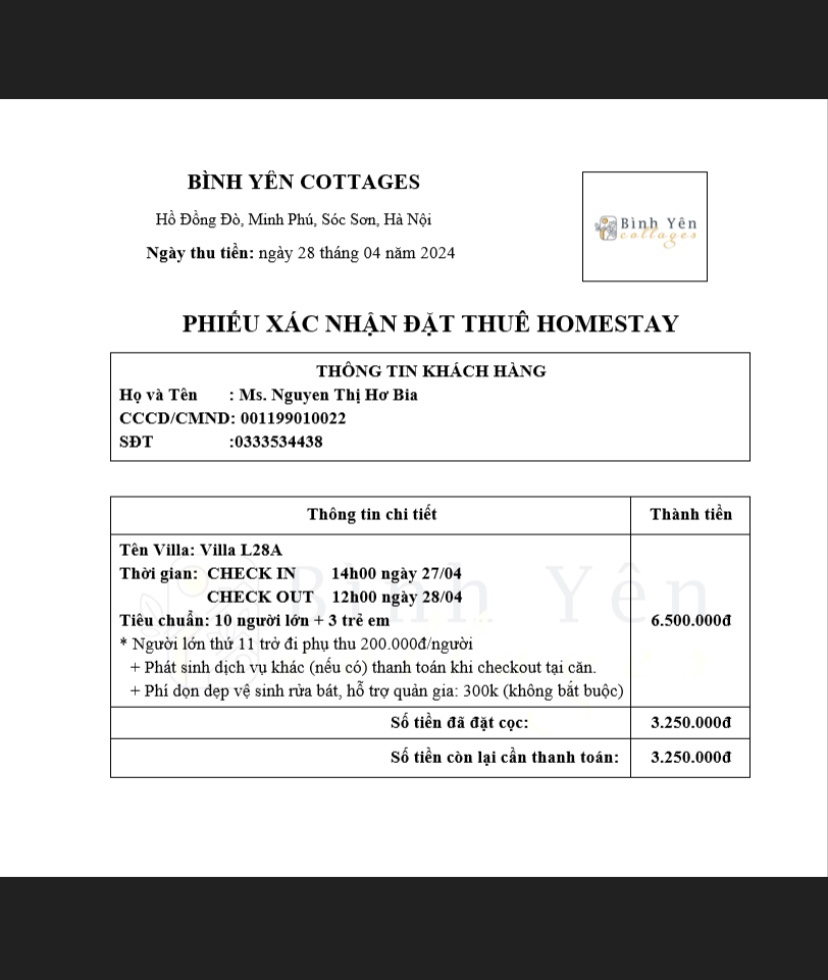 BÌNH YÊN COTTAGES
Hồ Đồng Đò, Minh Phú, Sóc Sơn, Hà Nội
Ngày thu tiền: ngày 28 tháng 04 năm 2024
Bình Yên
cottages
PHIẾU XÁC NHẬN ĐẶT THUÊ HOMESTAY
THÔNG TIN KHÁCH HÀNG
Họ và Tên : Ms. Nguyen Thị Hơ Bia
CCCD/CMND: 001199010022
SĐT :0333534438
Thông tin chi tiết Thành tiền
Tên Villa: Villa L28A
Thời gian: CHECK IN 14h00 ngày 27/04
CHECK OUT 12h00 ngày 28/04
Tiêu chuẩn: 10 người lớn + 3 trẻ em 6.500.000đ
* Người lớn thứ 11 trở đi phụ thu 200.000đ/người
+ Phát sinh dịch vụ khác (nếu có) thanh toán khi checkout tại căn.
+ Phí dọn dẹp vệ sinh rửa bát, hỗ trợ quản gia: 300k (không bắt buộc)
Bình Yên
Số tiền đã đặt cọc: 3.250.000đ
Số tiền còn lại cần thanh toán: 3.250.000đ